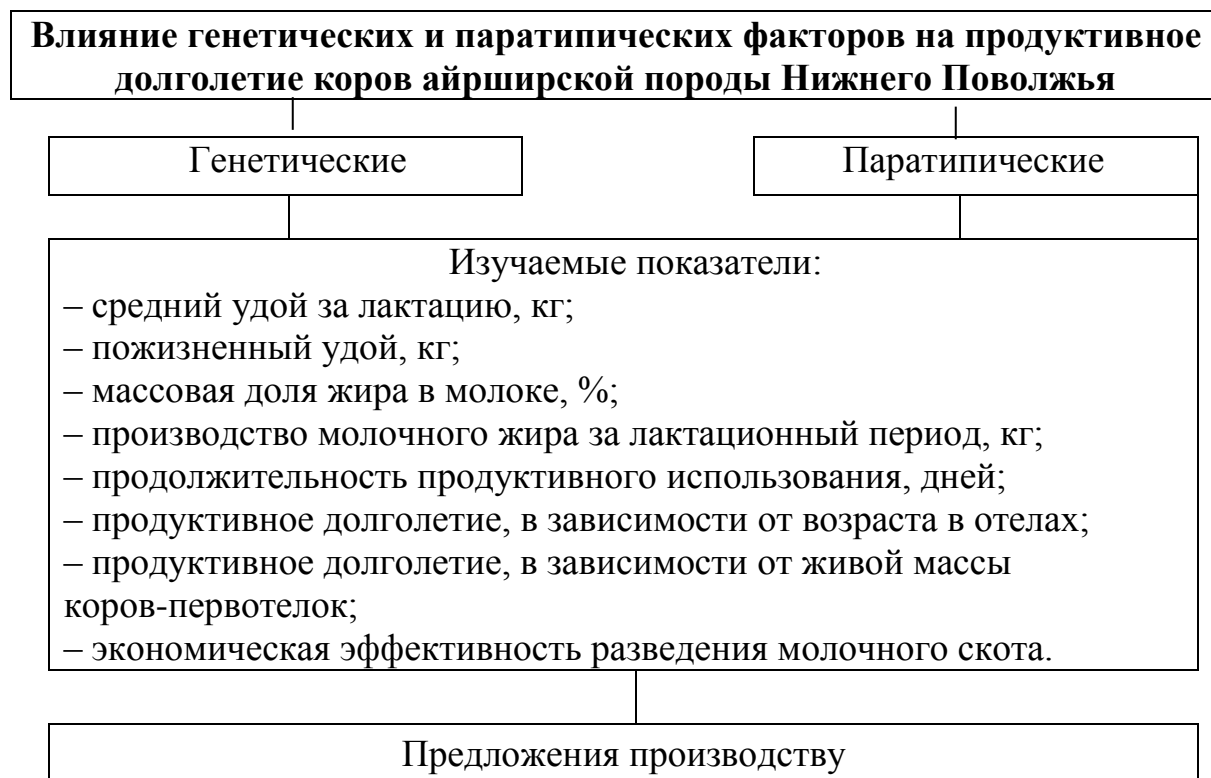 Влияние генетических и паратипических факторов на продуктивное
долголетие коров айрширской породы Нижнего Поволжья
Генетические
Паратипические
Изучаемые показатели:
– средний удой за лактацию, кг;
– пожизненный удой, кг;
– массовая доля жира в молоке, %;
– производство молочного жира за лактационный период, кг;
– продолжительность продуктивного использования, дней;
– продуктивное долголетие, в зависимости от возраста в отелах;
– продуктивное долголетие, в зависимости от живой массы
коров-первотелок;
– экономическая эффективность разведения молочного скота.
Предложения производству